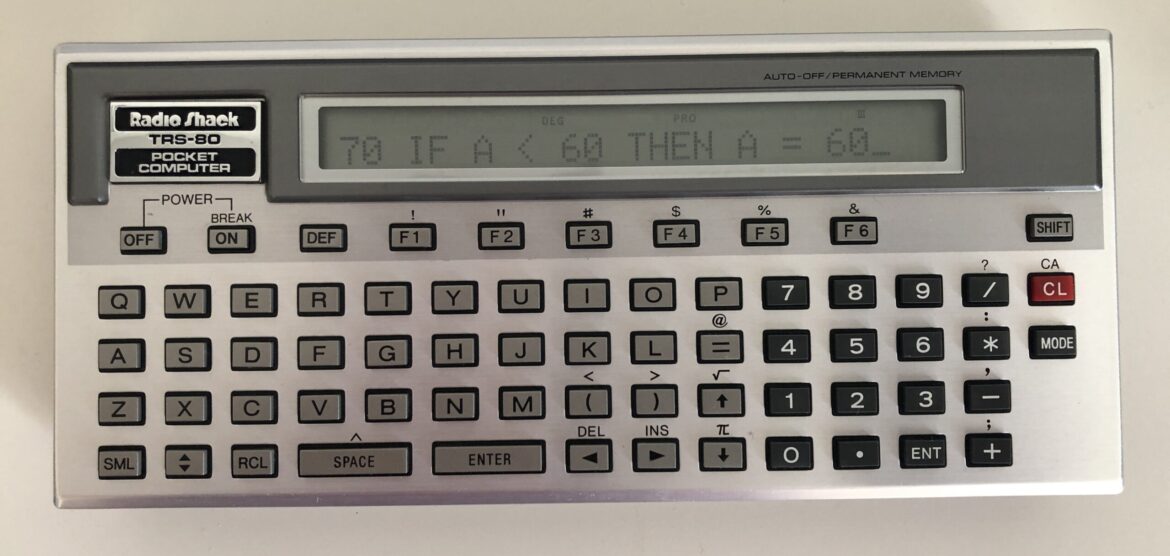 AUTO-OFF/PERMANENT MEMORY
Radio Shack
TRS-80
POCKET
COMPUTER
DEG PRO III
70 IF A < 60 THEN A = 60_
POWER
BREAK
! " # $ % &
OFF ON DEF F1 F2 F3 F4 F5 F6 SHIFT
? CA
Q W E R T Y U I O P 7 8 9 / CL
@ :
A S D F G H J K L = 4 5 6 * MODE
< > √ ,
Z X C V B N M ( ) ↑ 1 2 3 −
^ DEL INS π ;
SML ▲▼ RCL SPACE ENTER ◀ ▶ ↓ 0 • ENT +